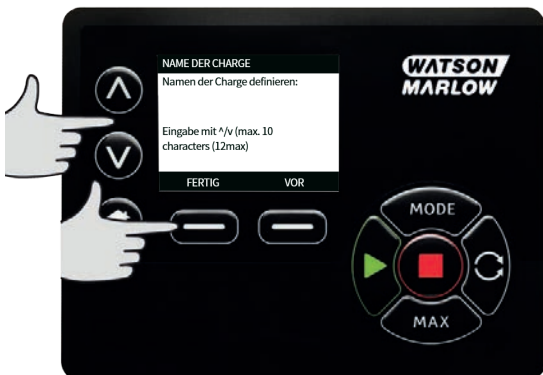 NAME DER CHARGE
WATSON
MARLOW
Namen der Charge definieren:
Eingabe mit ^/v (max. 10
characters (12max)
FERTIG VOR
MODE
MAX